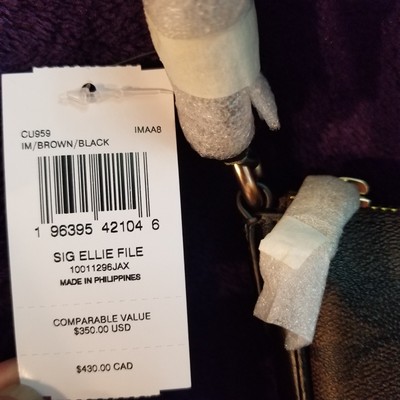 CU959 IMAA8
IM/BROWN/BLACK
1 96395 42104 6
SIG ELLIE FILE
10011296JAX
MADE IN PHILIPPINES
COMPARABLE VALUE
$350.00 USD
$430.00 CAD